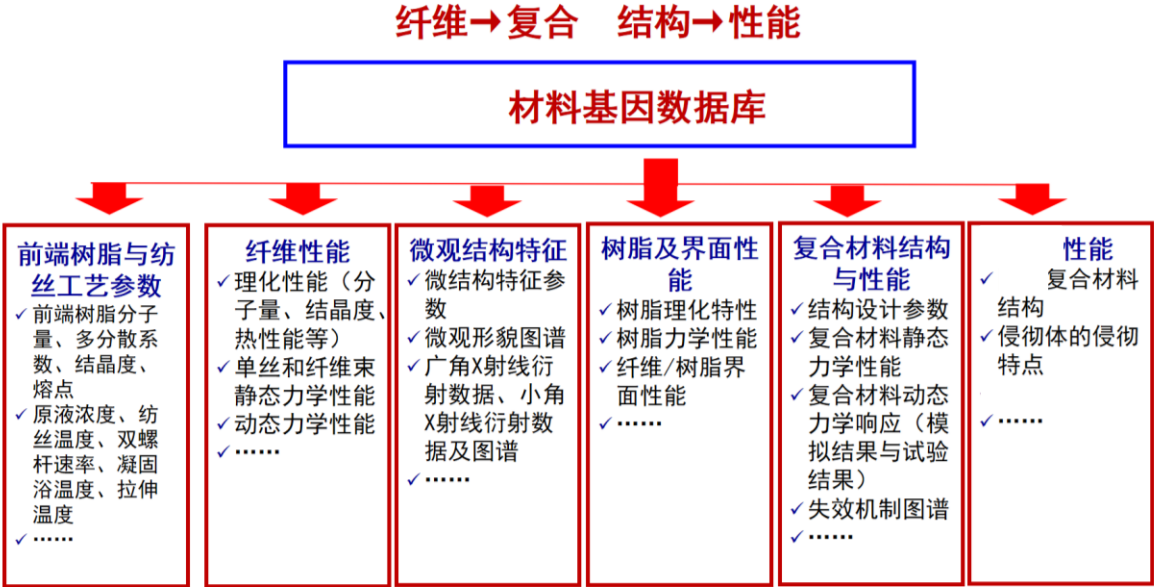 纤维→复合 结构→性能
材料基因数据库
前端树脂与纺
丝工艺参数
✓前端树脂分子
量、多分散系
数、结晶度、
熔点
✓原液浓度、纺
丝温度、双螺
杆速率、凝固
浴温度、拉伸
温度
✓……
纤维性能
✓理化性能（分
子量、结晶度、
热性能等）
✓单丝和纤维束
静态力学性能
✓动态力学性能
✓……
微观结构特征
✓微结构特征参
数
✓微观形貌图谱
✓广角X射线衍
射数据、小角
X射线衍射数
据及图谱
✓……
树脂及界面性
能
✓树脂理化特性
✓树脂力学性能
✓纤维/树脂界
面性能
✓……
复合材料结构
与性能
✓结构设计参数
✓复合材料静态
力学性能
✓复合材料动态
力学响应（模
拟结果与试验
结果）
✓失效机制图谱
✓……
性能
✓ 复合材料
结构
✓侵彻体的侵彻
特点
✓……